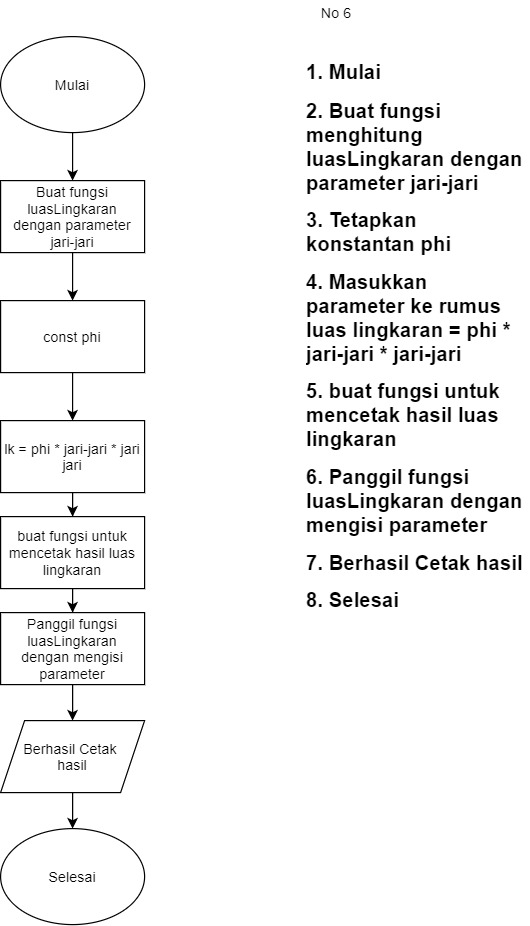 No 6
Mulai
Buat fungsi
luasLingkaran
dengan parameter
jari-jari
const phi
lk = phi * jari-jari * jari
jari
buat fungsi untuk
mencetak hasil luas
lingkaran
Panggil fungsi
luasLingkaran
dengan mengisi
parameter
Berhasil Cetak
hasil
Selesai
1. Mulai
2. Buat fungsi
menghitung
luasLingkaran dengan
parameter jari-jari
3. Tetapkan
konstantan phi
4. Masukkan
parameter ke rumus
luas lingkaran = phi *
jari-jari * jari-jari
5. buat fungsi untuk
mencetak hasil luas
lingkaran
6. Panggil fungsi
luasLingkaran dengan
mengisi parameter
7. Berhasil Cetak hasil
8. Selesai